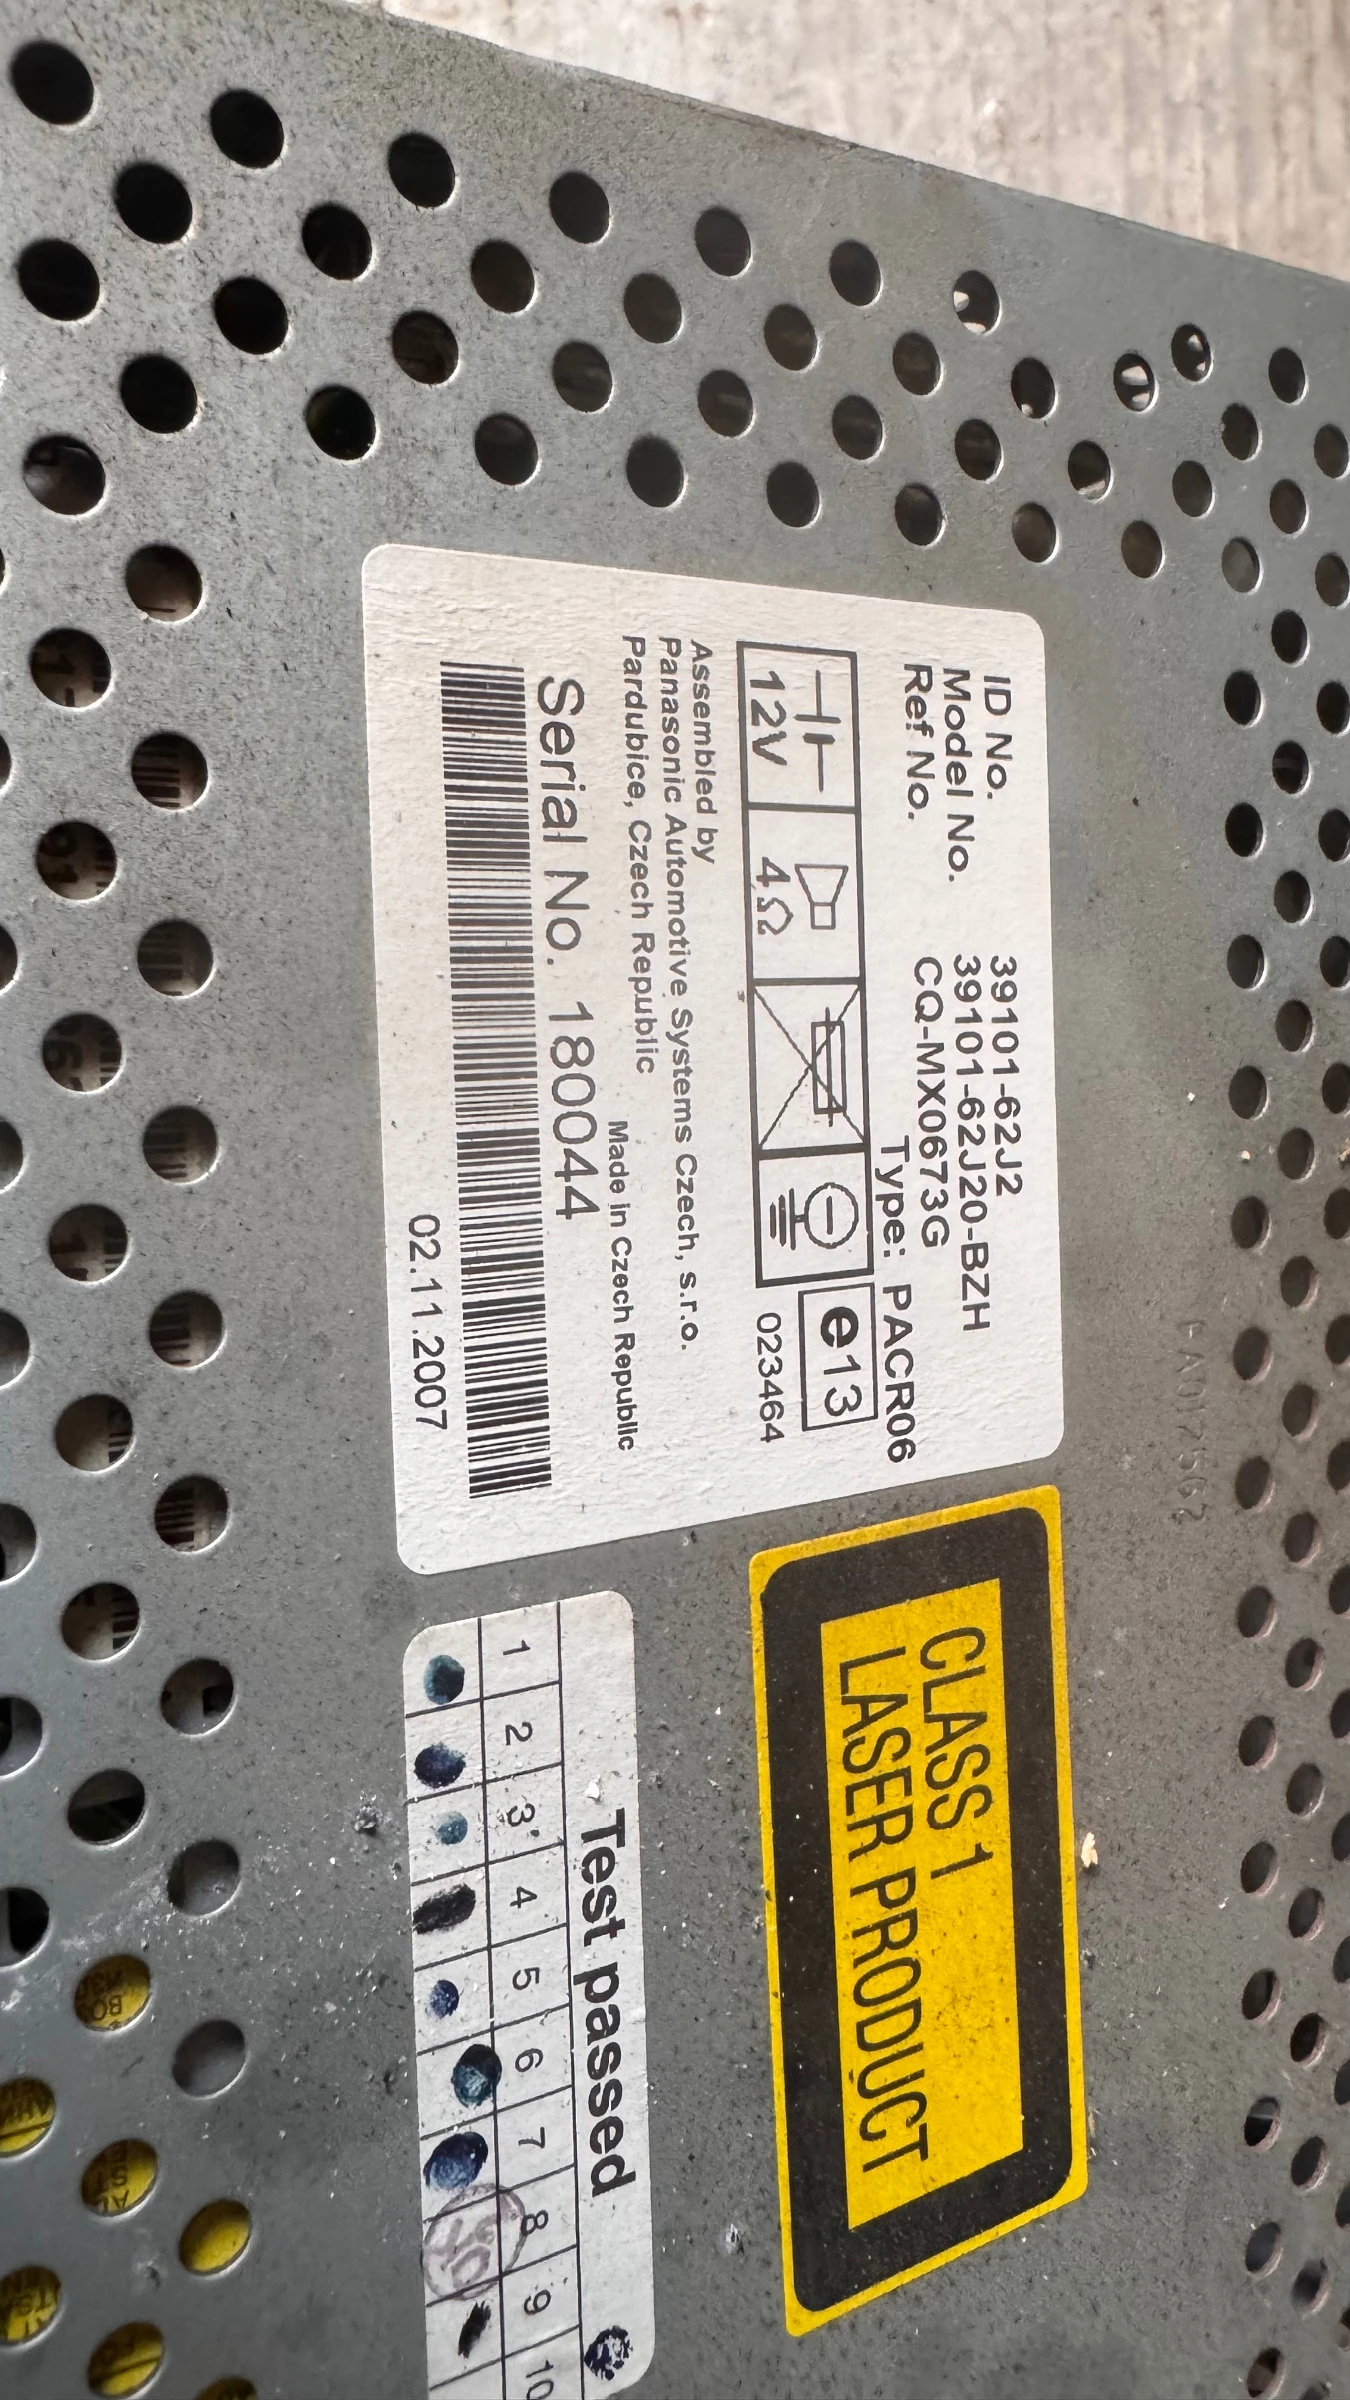 ID No. 39101-62J2
Model No. 39101-62J20-BZH
Ref No. CQ-MX0673G
Type: PACR06
12V 4Ω
e13
023464
Assembled by
Panasonic Automotive Systems Czech, s.r.o.
Pardubice, Czech Republic
Made in Czech Republic
Serial No. 180044
02.11.2007
CLASS 1
LASER PRODUCT
Test passed
1 2 3 4 5 6 7 8 9 10